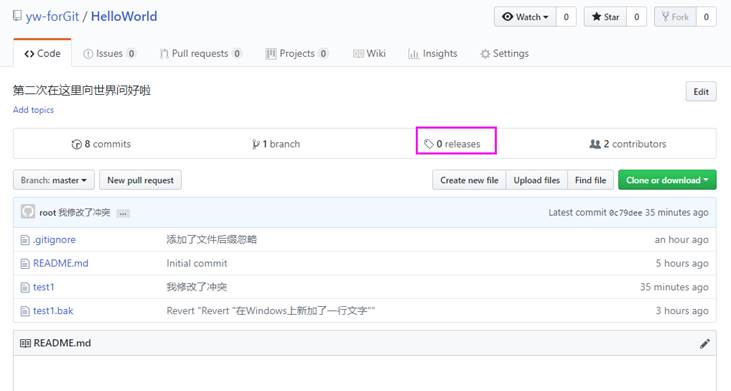 yw-forGit / HelloWorld Watch 0 Star 0 Fork 0
Code Issues 0 Pull requests 0 Projects 0 Wiki Insights Settings
第二次在这里向世界问好啦 Edit
Add topics
8 commits 1 branch 0 releases 2 contributors
Branch: master New pull request Create new file Upload files Find file Clone or download
root 我修改了冲突 ... Latest commit 0c79dee 35 minutes ago
.gitignore 添加了文件后缀忽略 an hour ago
README.md Initial commit 5 hours ago
test1 我修改了冲突 35 minutes ago
test1.bak Revert "Revert "在Windows上新加了一行文字"" 3 hours ago
README.md